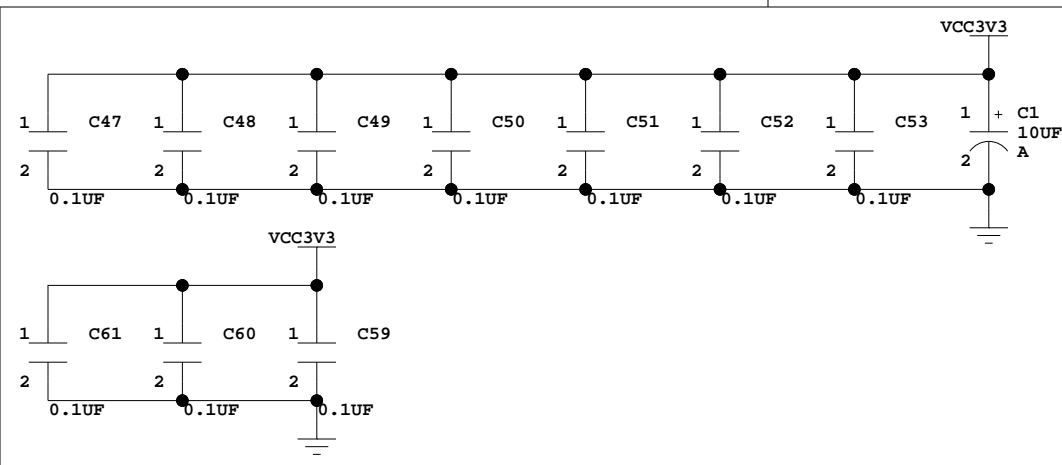 VCC3V3
1 C47 1 C48 1 C49 1 C50 1 C51 1 C52 1 C53 1 + C1
10UF
A
2 2 2 2 2 2 2 2
0.1UF 0.1UF 0.1UF 0.1UF 0.1UF 0.1UF 0.1UF
VCC3V3
1 C61 1 C60 1 C59
2 2 2
0.1UF 0.1UF 0.1UF